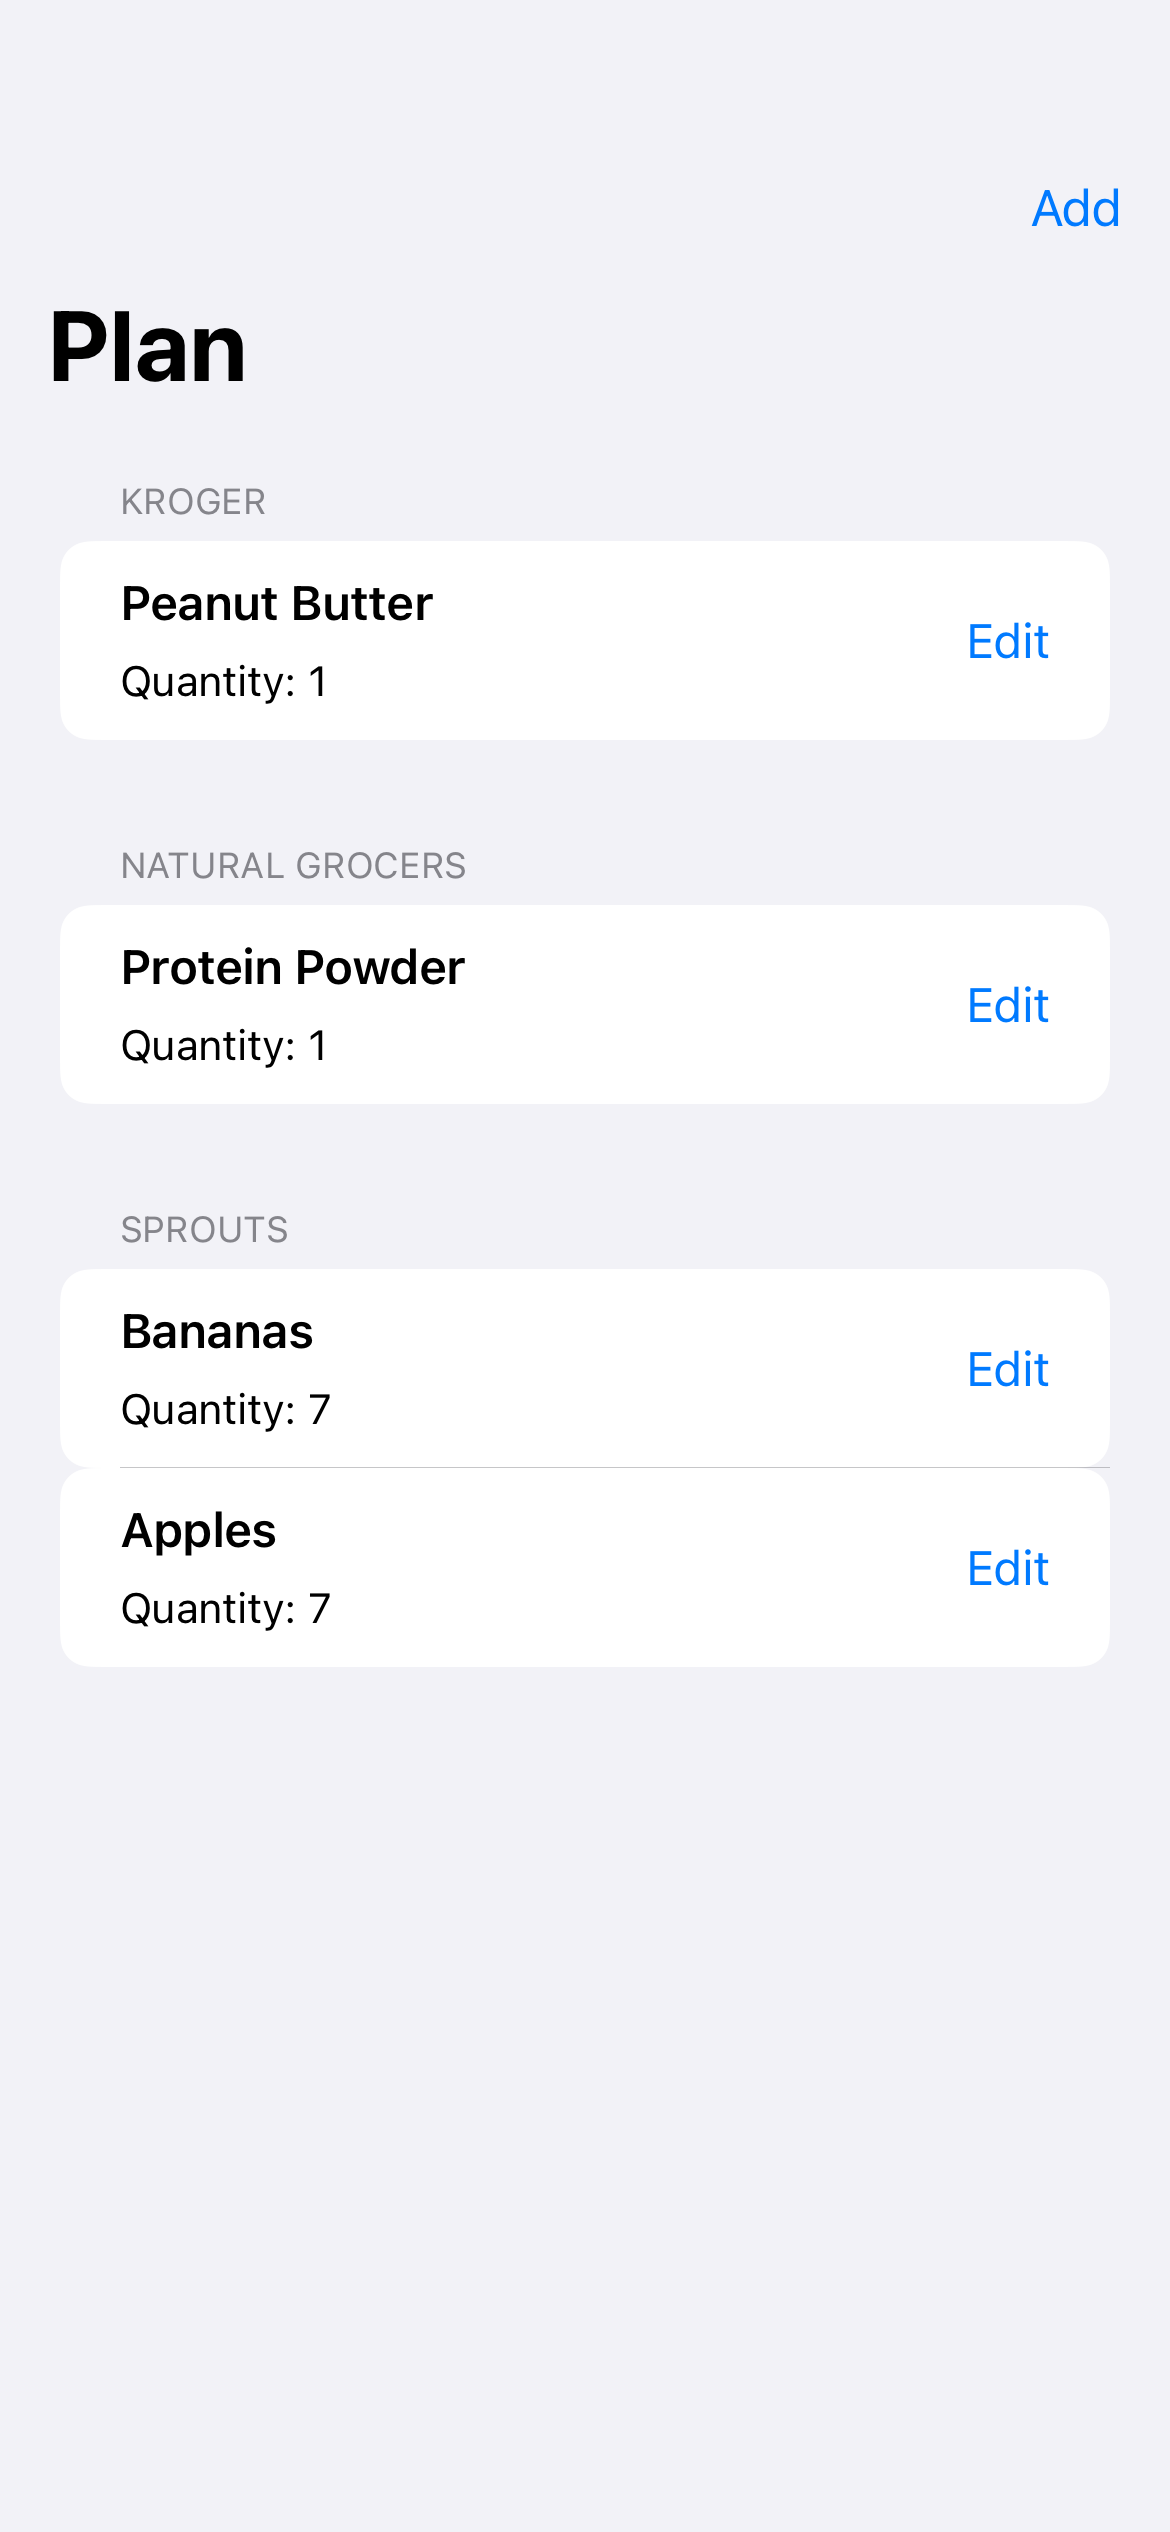 Add
Plan
KROGER
Peanut Butter
Edit
Quantity: 1
NATURAL GROCERS
Protein Powder
Edit
Quantity: 1
SPROUTS
Bananas
Edit
Quantity: 7
Apples
Edit
Quantity: 7